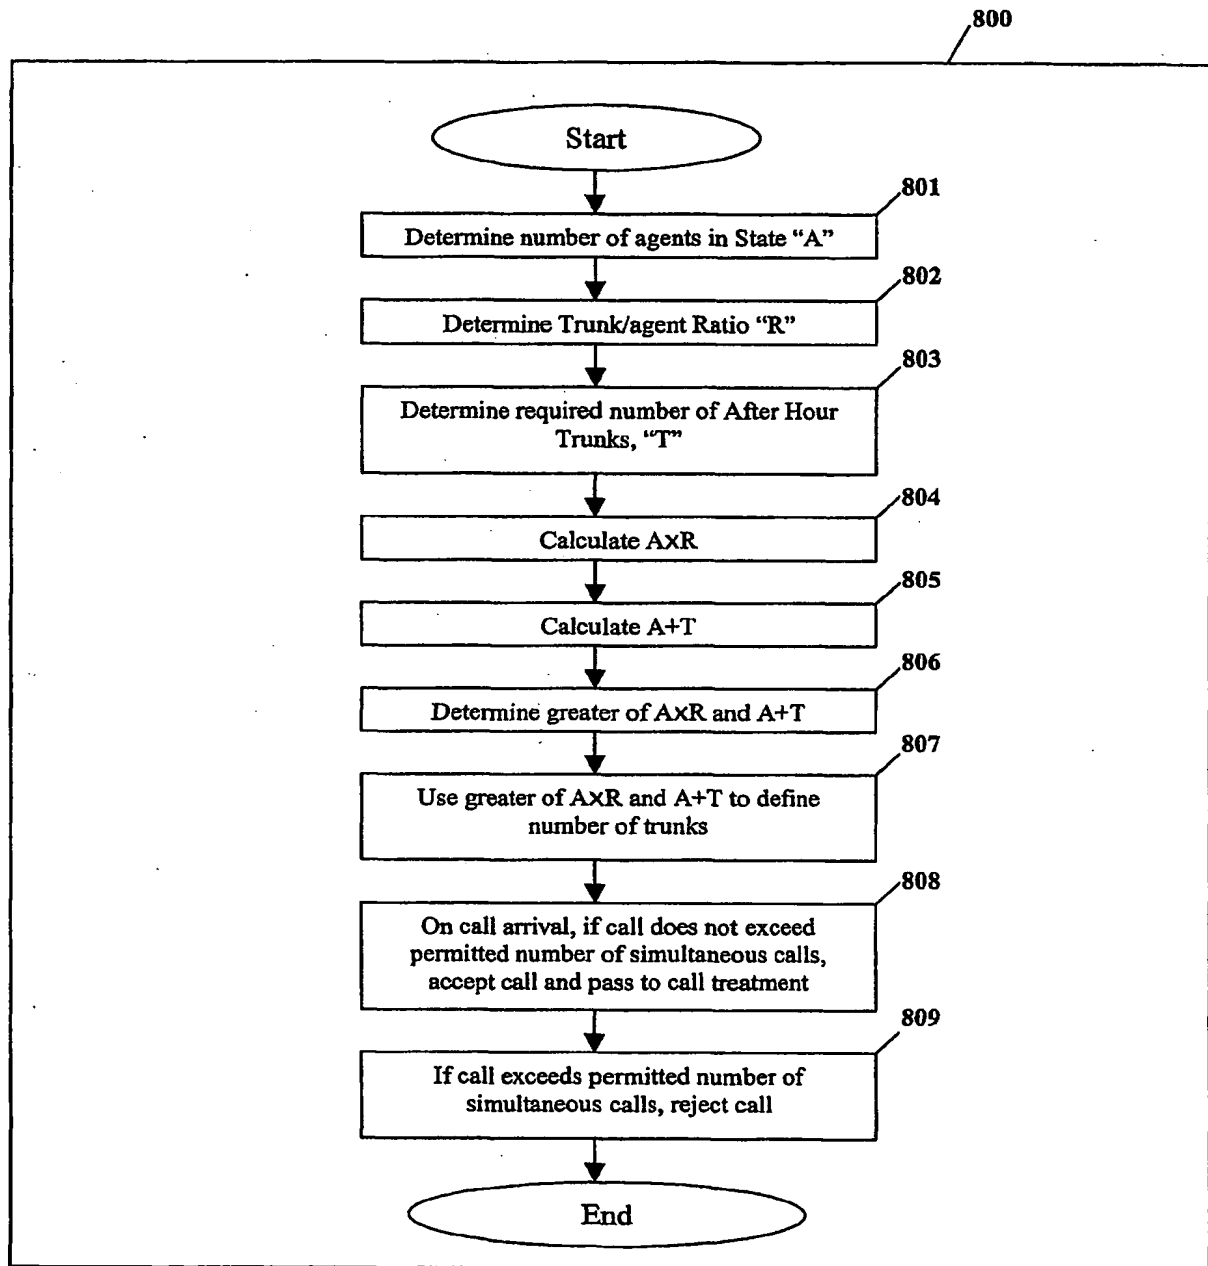 800
Start
801
Determine number of agents in State “A”
802
Determine Trunk/agent Ratio “R”
803
Determine required number of After Hour
Trunks, “T”
804
Calculate AxR
805
Calculate A+T
806
Determine greater of AxR and A+T
807
Use greater of AxR and A+T to define
number of trunks
808
On call arrival, if call does not exceed
permitted number of simultaneous calls,
accept call and pass to call treatment
809
If call exceeds permitted number of
simultaneous calls, reject call
End